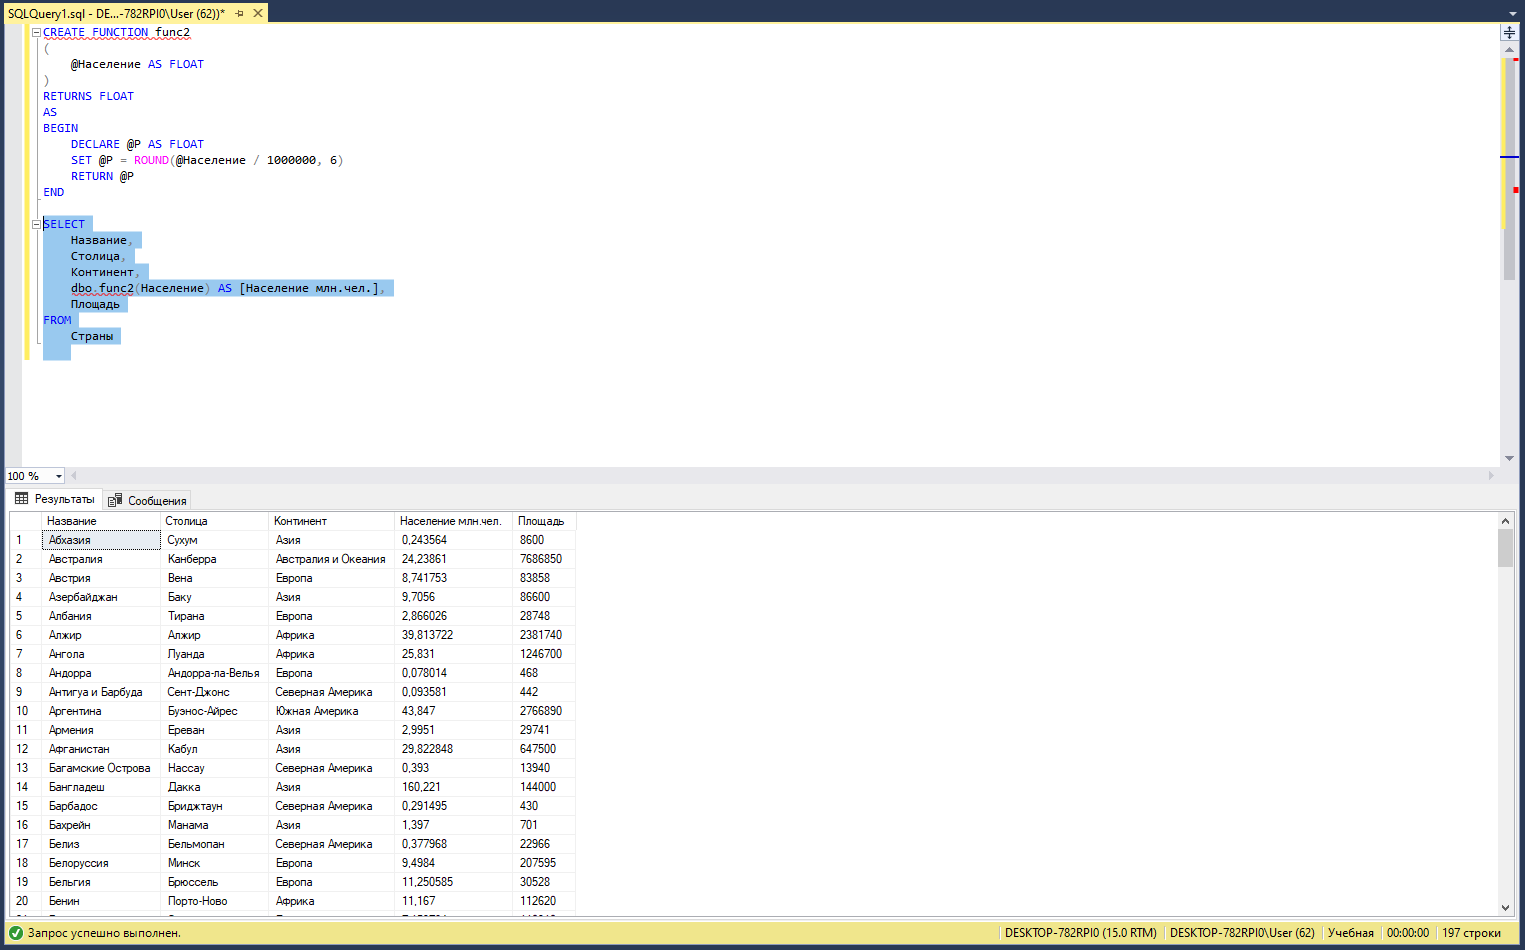 SQLQuery1.sql - DE...-782RPI0\User (62))*
CREATE FUNCTION func2
(
@Население AS FLOAT
)
RETURNS FLOAT
AS
BEGIN
DECLARE @P AS FLOAT
SET @P = ROUND(@Население / 1000000, 6)
RETURN @P
END
SELECT
Название,
Столица,
Континент,
dbo.func2(Население) AS [Население млн.чел.],
Площадь
FROM
Страны
100 %
Результаты Сообщения
Название Столица Континент Население млн.чел. Площадь
1 Абхазия Сухум Азия 0,243564 8600
2 Австралия Канберра Австралия и Океания 24,23861 7686850
3 Австрия Вена Европа 8,741753 83858
4 Азербайджан Баку Азия 9,7056 86600
5 Албания Тирана Европа 2,866026 28748
6 Алжир Алжир Африка 39,813722 2381740
7 Ангола Луанда Африка 25,831 1246700
8 Андорра Андорра-ла-Велья Европа 0,078014 468
9 Антигуа и Барбуда Сент-Джонс Северная Америка 0,093581 442
10 Аргентина Буэнос-Айрес Южная Америка 43,847 2766890
11 Армения Ереван Азия 2,9951 29741
12 Афганистан Кабул Азия 29,822848 647500
13 Багамские Острова Нассау Северная Америка 0,393 13940
14 Бангладеш Дакка Азия 160,221 144000
15 Барбадос Бриджтаун Северная Америка 0,291495 430
16 Бахрейн Манама Азия 1,397 701
17 Белиз Бельмопан Северная Америка 0,377968 22966
18 Белоруссия Минск Европа 9,4984 207595
19 Бельгия Брюссель Европа 11,250585 30528
20 Бенин Порто-Ново Африка 11,167 112620
Запрос успешно выполнен. DESKTOP-782RPI0 (15.0 RTM) DESKTOP-782RPI0\User (62) Учебная 00:00:00 197 строки